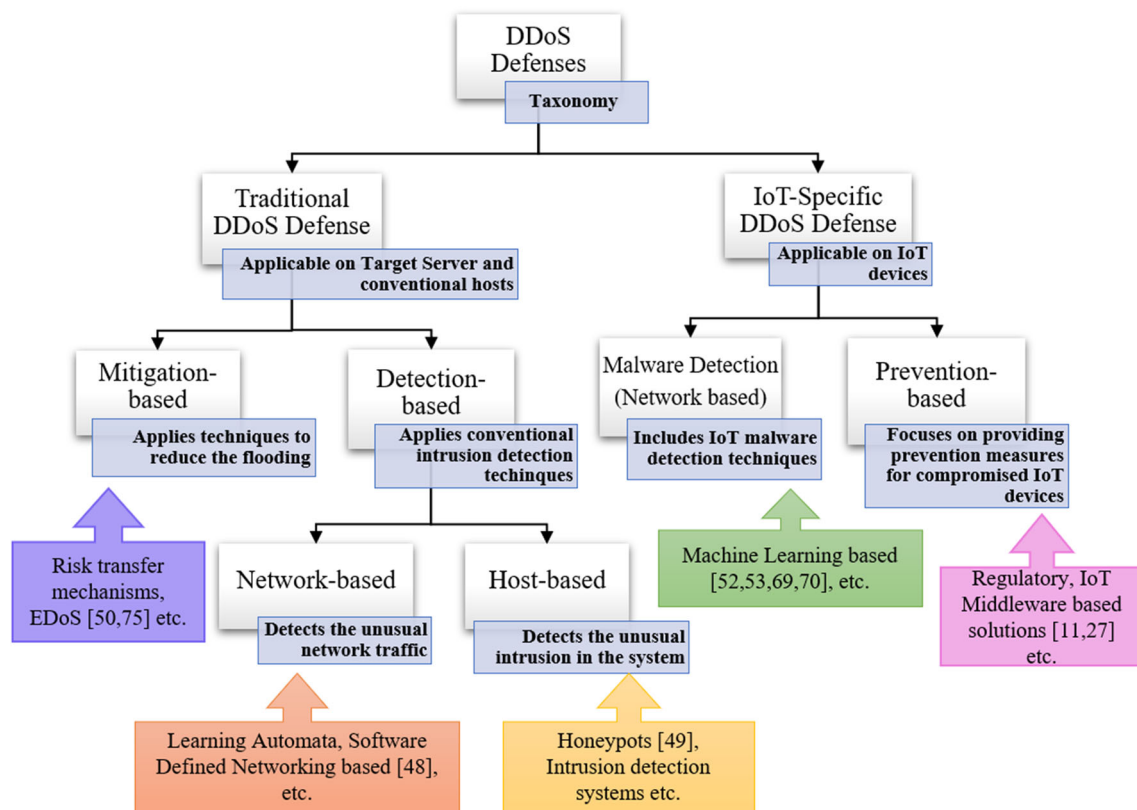 DDoS
Defenses
Taxonomy
Traditional
DDoS Defense
Applicable on Target Server and
conventional hosts
IoT-Specific
DDoS Defense
Applicable on IoT
devices
Mitigation-
based
Applies techniques to
reduce the flooding
Detection-
based
Applies conventional
intrusion detection
techinques
Malware Detection
(Network based)
Includes IoT malware
detection techniques
Prevention-
based
Focuses on providing
prevention measures
for compromised IoT
devices
Risk transfer
mechanisms,
EDoS [50,75] etc.
Network-based
Detects the unusual
network traffic
Host-based
Detects the unusual
intrusion in the system
Machine Learning based
[52,53,69,70], etc.
Regulatory, IoT
Middleware based
solutions [11,27]
etc.
Learning Automata, Software
Defined Networking based [48],
etc.
Honeypots [49],
Intrusion detection
systems etc.